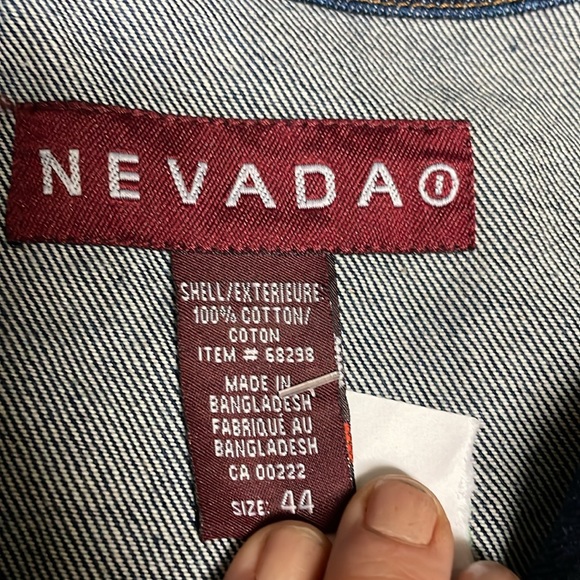 NEVADA
SHELL/EXTERIEURE
100% COTTON/
COTON
ITEM # 68298
MADE IN
BANGLADESH
FABRIQUE AU
BANGLADESH
CA 00222
SIZE: 44